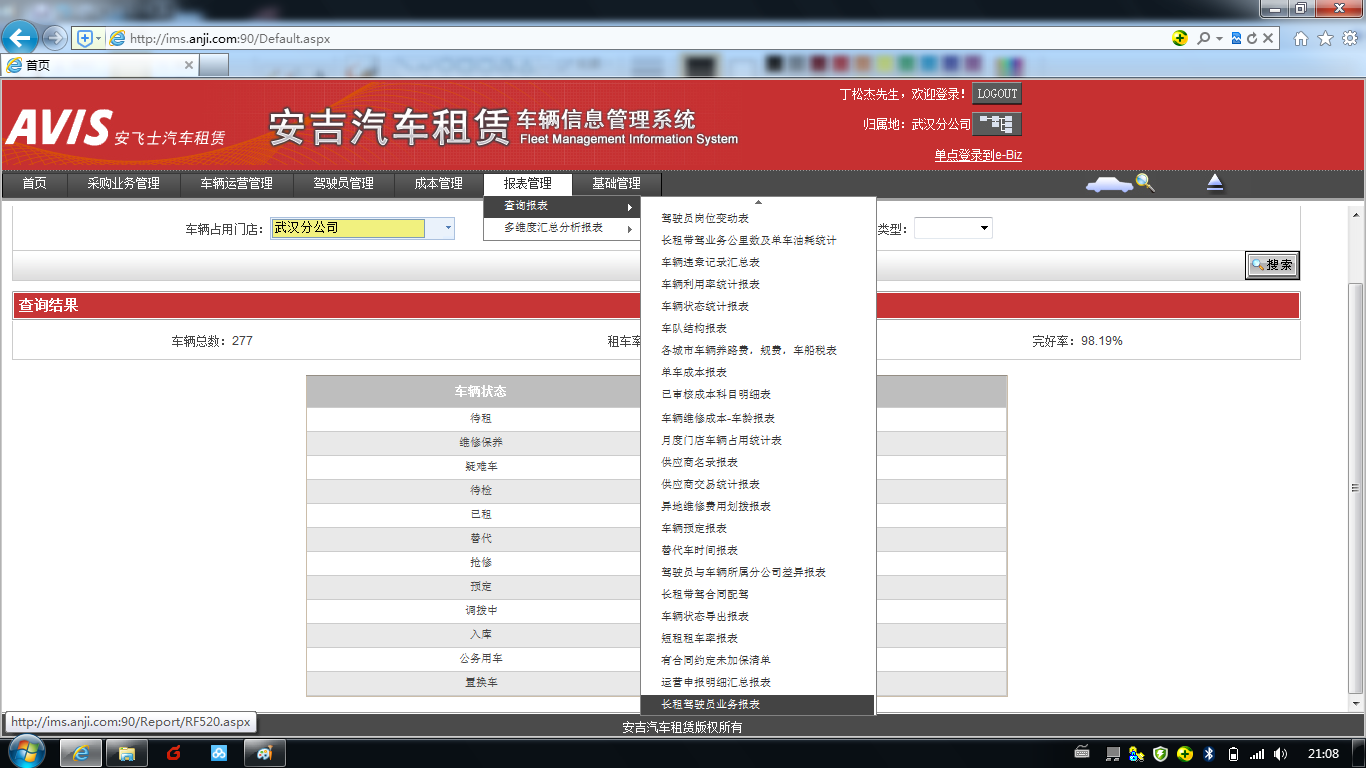 http://ims.anji.com:90/Default.aspx
首页
AVIS 安飞士汽车租赁
安吉汽车租赁 车辆信息管理系统
Fleet Management Information System
丁松杰先生，欢迎登录！ LOGOUT
归属地：武汉分公司
单点登录到e-Biz
首页 采购业务管理 车辆运营管理 驾驶员管理 成本管理 报表管理 基础管理
查询报表
多维度汇总分析报表
车辆占用门店： 武汉分公司
类型：
搜索
查询结果
车辆总数：277
租车率
完好率：98.19%
车辆状态
待租
维修保养
疑难车
待检
已租
替代
抢修
预定
调拨中
入库
公务用车
置换车
驾驶员岗位变动表
长租带驾业务公里数及单车油耗统计
车辆违章记录汇总表
车辆利用率统计报表
车辆状态统计报表
车队结构报表
各城市车辆养路费，规费，车船税表
单车成本报表
已审核成本科目明细表
车辆维修成本-车龄报表
月度门店车辆占用统计表
供应商名录报表
供应商交易统计报表
异地维修费用划拨报表
车辆预定报表
替代车时间报表
驾驶员与车辆所属分公司差异报表
长租带驾合同配驾
车辆状态导出报表
短租租车率报表
有合同约定未加保清单
运营申报明细汇总报表
长租驾驶员业务报表
http://ims.anji.com:90/Report/RF520.aspx
安吉汽车租赁版权所有
21:08